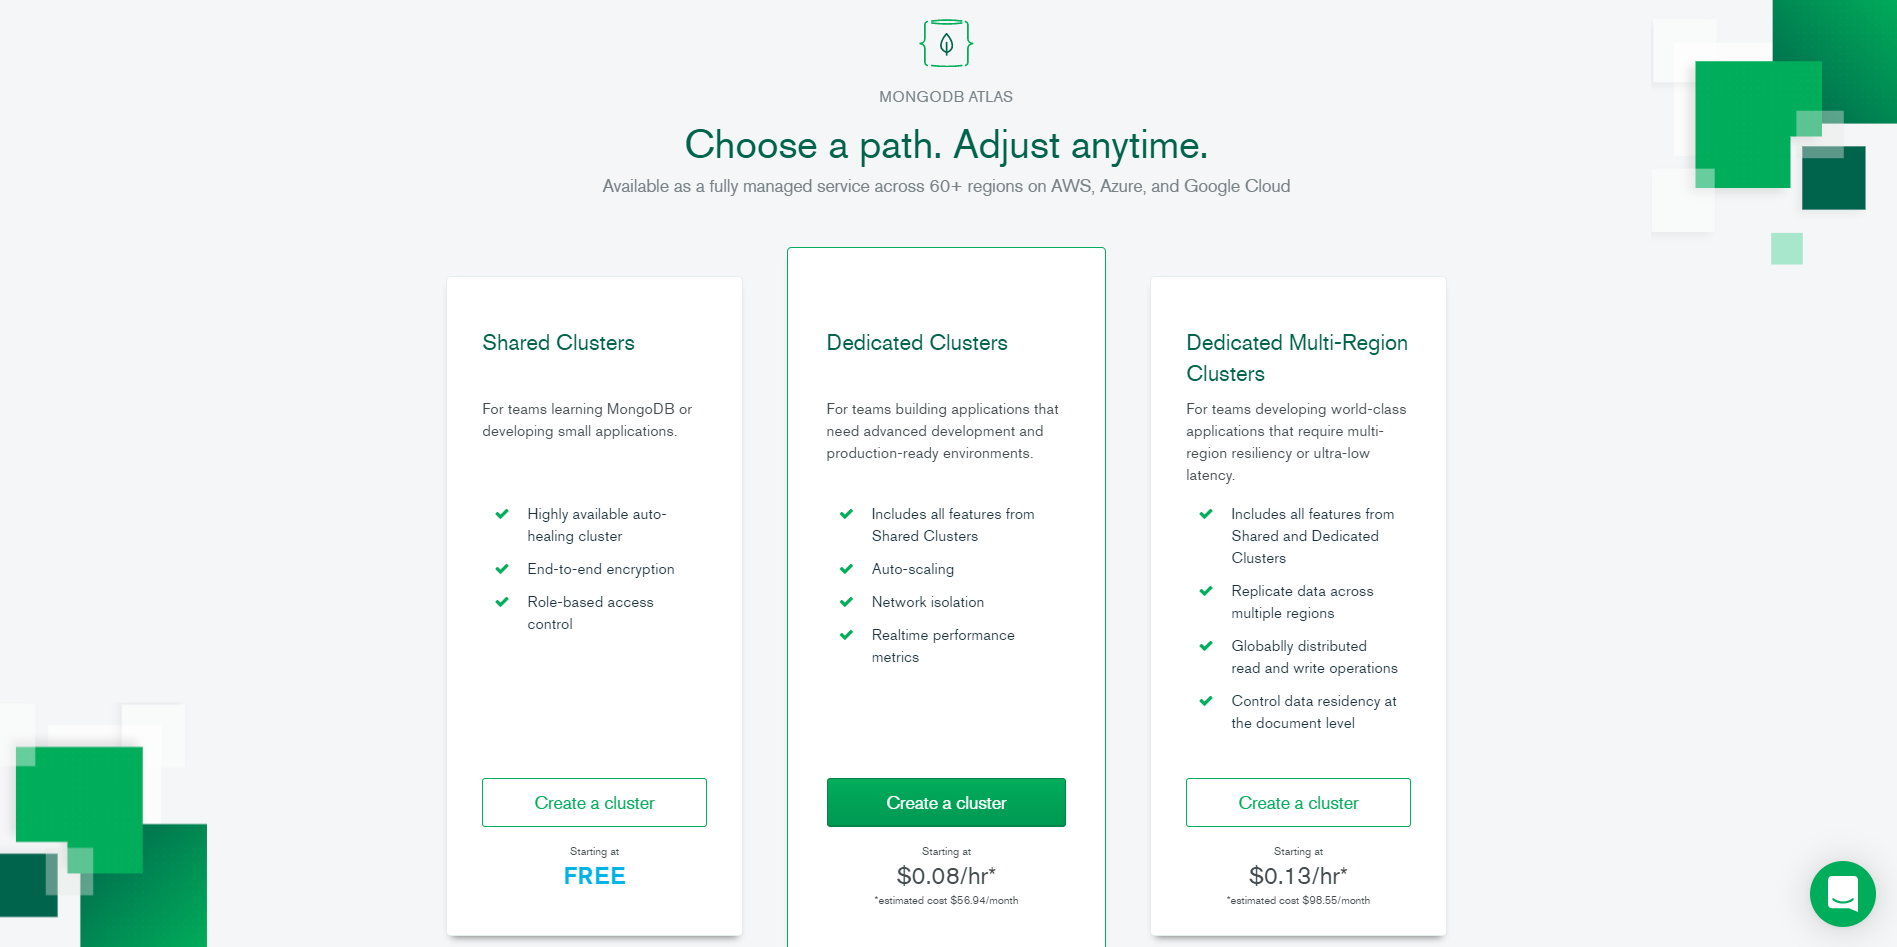 MONGODB ATLAS
Choose a path. Adjust anytime.
Available as a fully managed service across 60+ regions on AWS, Azure, and Google Cloud
Shared Clusters
For teams learning MongoDB or
developing small applications.
Highly available auto-
healing cluster
End-to-end encryption
Role-based access
control
Create a cluster
Starting at
FREE
Dedicated Clusters
For teams building applications that
need advanced development and
production-ready environments.
Includes all features from
Shared Clusters
Auto-scaling
Network isolation
Realtime performance
metrics
Create a cluster
Starting at
$0.08/hr*
*estimated cost $56.94/month
Dedicated Multi-Region
Clusters
For teams developing world-class
applications that require multi-
region resiliency or ultra-low
latency.
Includes all features from
Shared and Dedicated
Clusters
Replicate data across
multiple regions
Globablly distributed
read and write operations
Control data residency at
the document level
Create a cluster
Starting at
$0.13/hr*
*estimated cost $98.55/month